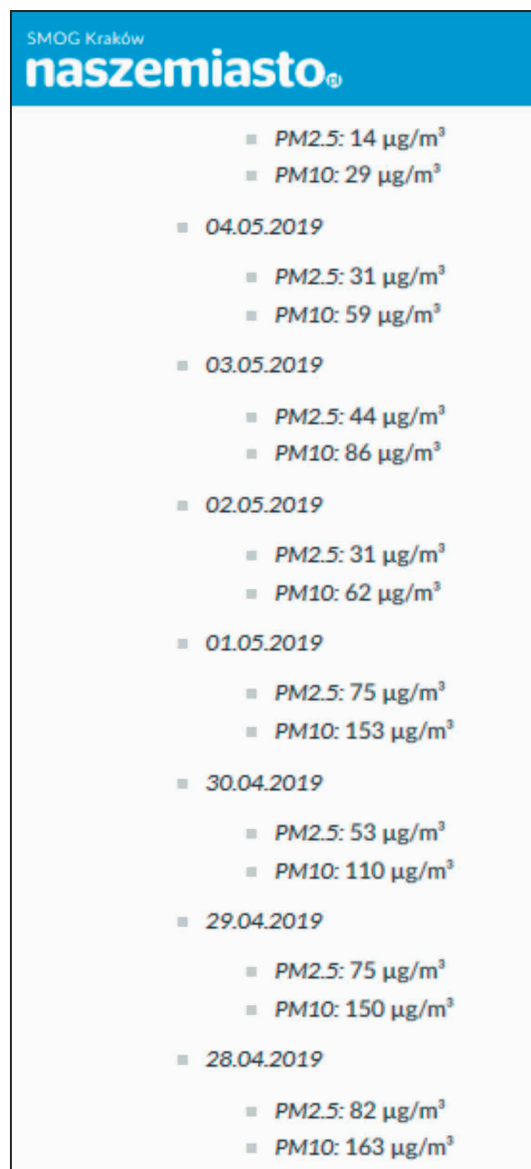 SMOG Kraków
naszemiasto.pl
PM2.5: 14 µg/m³
PM10: 29 µg/m³
04.05.2019
PM2.5: 31 µg/m³
PM10: 59 µg/m³
03.05.2019
PM2.5: 44 µg/m³
PM10: 86 µg/m³
02.05.2019
PM2.5: 31 µg/m³
PM10: 62 µg/m³
01.05.2019
PM2.5: 75 µg/m³
PM10: 153 µg/m³
30.04.2019
PM2.5: 53 µg/m³
PM10: 110 µg/m³
29.04.2019
PM2.5: 75 µg/m³
PM10: 150 µg/m³
28.04.2019
PM2.5: 82 µg/m³
PM10: 163 µg/m³